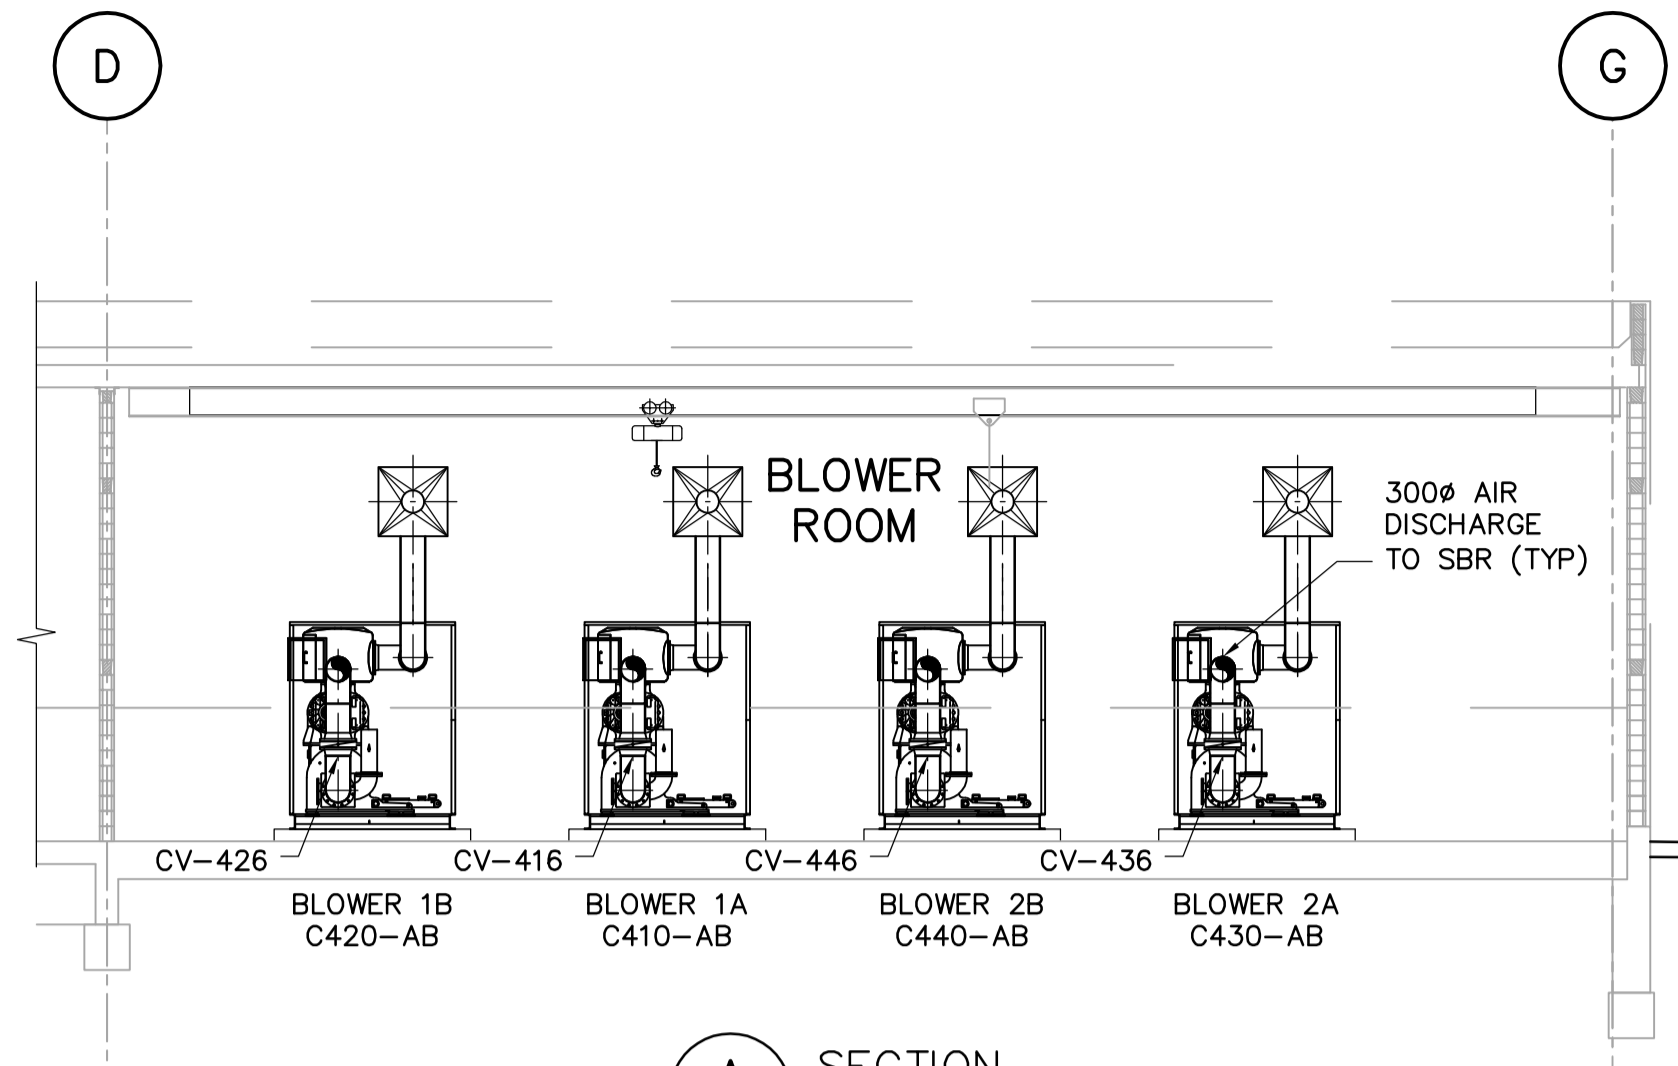 D
G
BLOWER
ROOM
300ø AIR
DISCHARGE
TO SBR (TYP)
CV-426
CV-416
CV-446
CV-436
BLOWER 1B
C420-AB
BLOWER 1A
C410-AB
BLOWER 2B
C440-AB
BLOWER 2A
C430-AB
A
SECTION